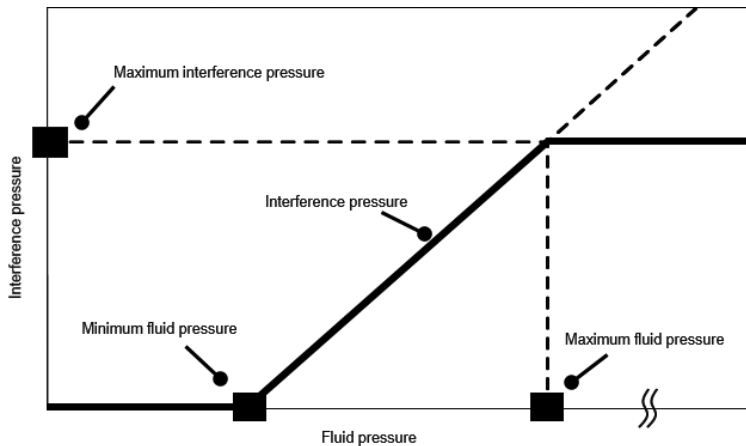 Maximum interference pressure
Interference pressure
Interference pressure
Minimum fluid pressure
Maximum fluid pressure
Fluid pressure